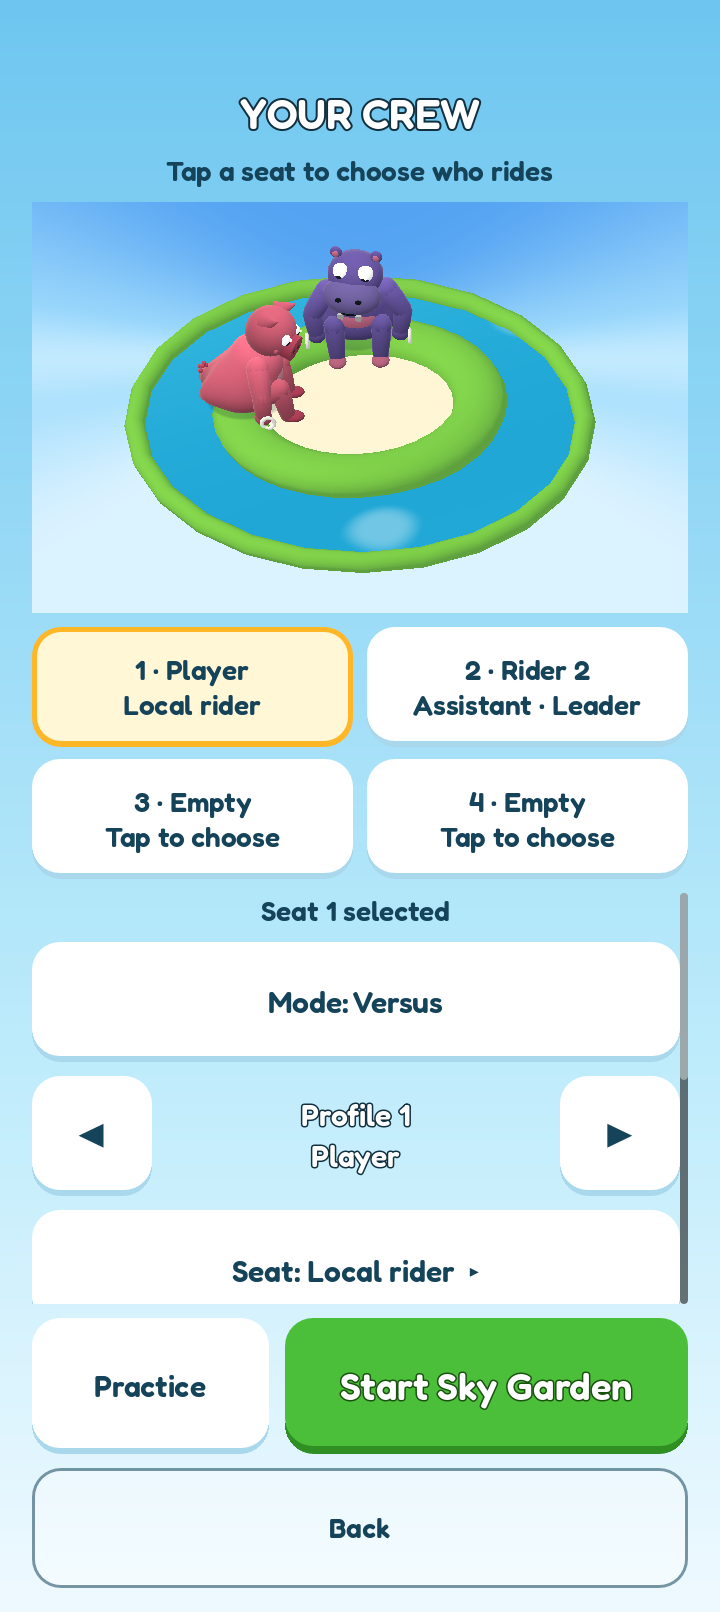 YOUR CREW
Tap a seat to choose who rides
1 · Player
Local rider
2 · Rider 2
Assistant · Leader
3 · Empty
Tap to choose
4 · Empty
Tap to choose
Seat 1 selected
Mode: Versus
◀
Profile 1
Player
▶
Seat: Local rider ▸
Practice
Start Sky Garden
Back